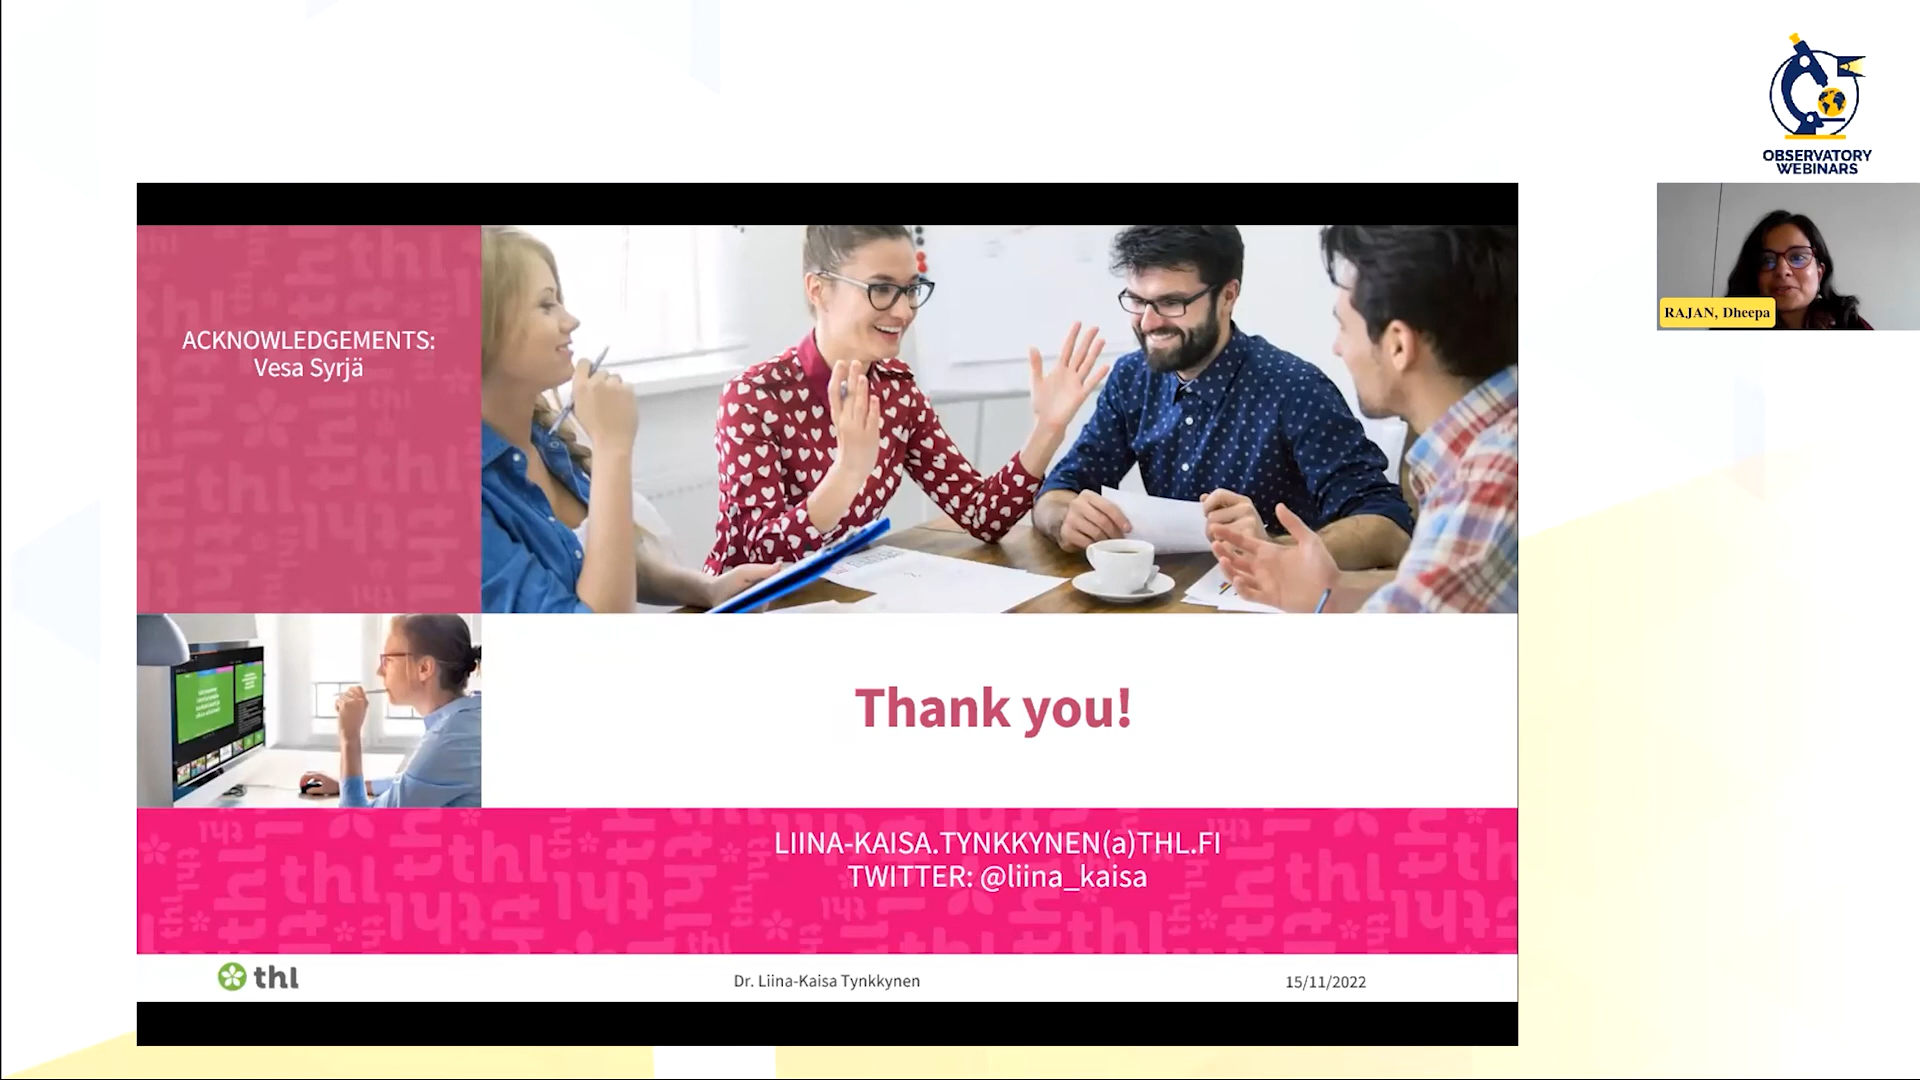 OBSERVATORY
WEBINARS
RAJAN, Dheepa
ACKNOWLEDGEMENTS:
Vesa Syrjä
Thank you!
LIINA-KAISA.TYNKKYNEN(a)THL.FI
TWITTER: @liina_kaisa
thl
Dr. Liina-Kaisa Tynkkynen
15/11/2022